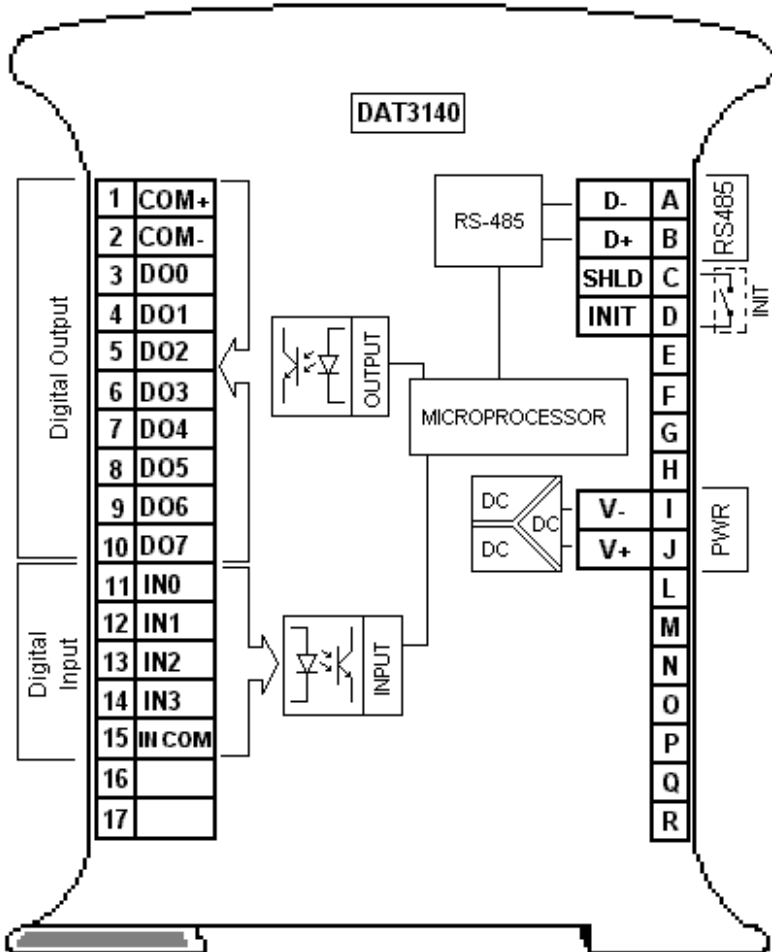 DAT3140
Digital Output
1 COM+
2 COM-
3 DO0
4 DO1
5 DO2
6 DO3
7 DO4
8 DO5
9 DO6
10 DO7
Digital
Input
11 IN0
12 IN1
13 IN2
14 IN3
15 IN COM
16
17
OUTPUT
INPUT
RS-485
MICROPROCESSOR
DC
DC
DC
D- A
D+ B
SHLD C
INIT D
E
F
G
H
V- I
V+ J
L
M
N
O
P
Q
R
RS485
INIT
PWR